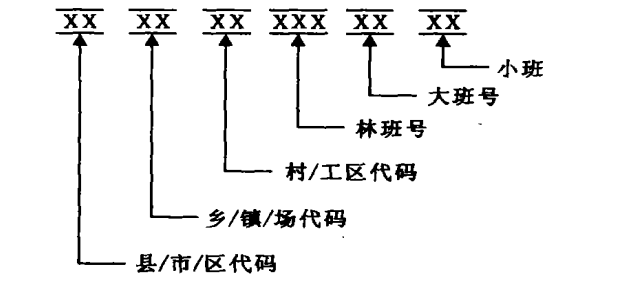 XX XX XX XXX XX XX
小班
大班号
林班号
村/工区代码
乡/镇/场代码
县/市/区代码